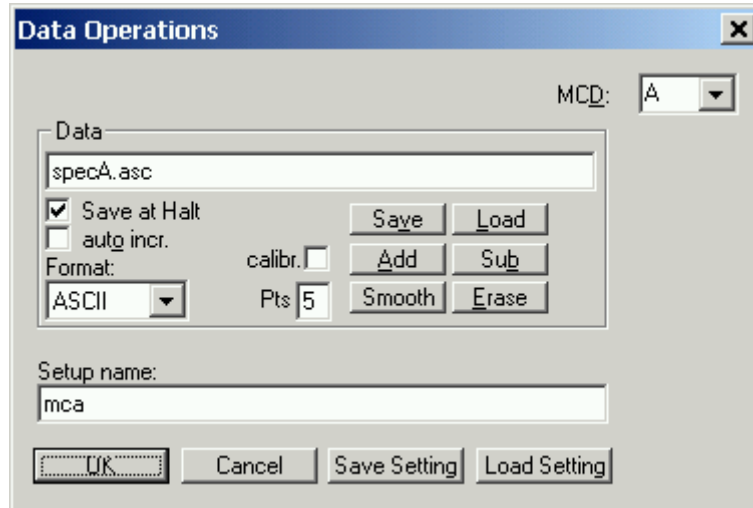 Data Operations
MCD: A
Data
specA.asc
Save at Halt
auto incr.
Format:
ASCII
calibr.
Pts 5
Save Load
Add Sub
Smooth Erase
Setup name:
mca
OK Cancel Save Setting Load Setting